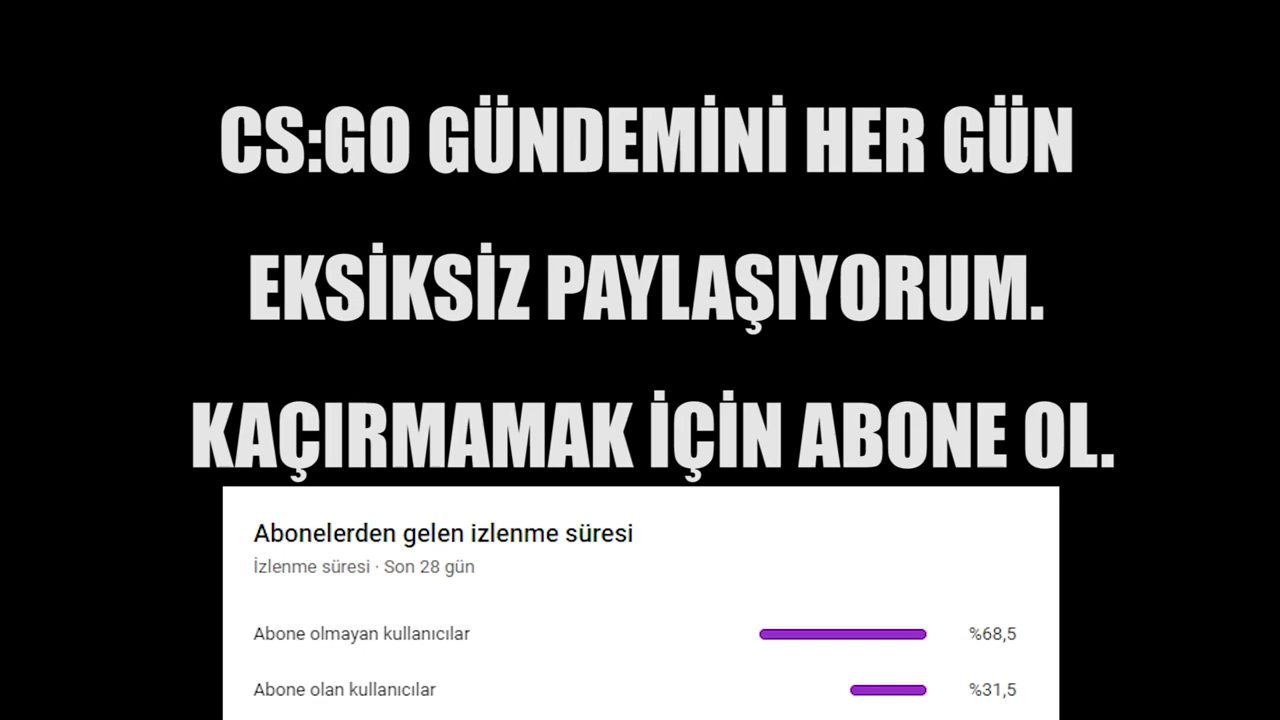 CS:GO GÜNDEMİNİ HER GÜN
EKSİKSİZ PAYLAŞIYORUM.
KAÇIRMAMAK İÇİN ABONE OL.
Abonelerden gelen izlenme süresi
İzlenme süresi · Son 28 gün
Abone olmayan kullanıcılar %68,5
Abone olan kullanıcılar %31,5